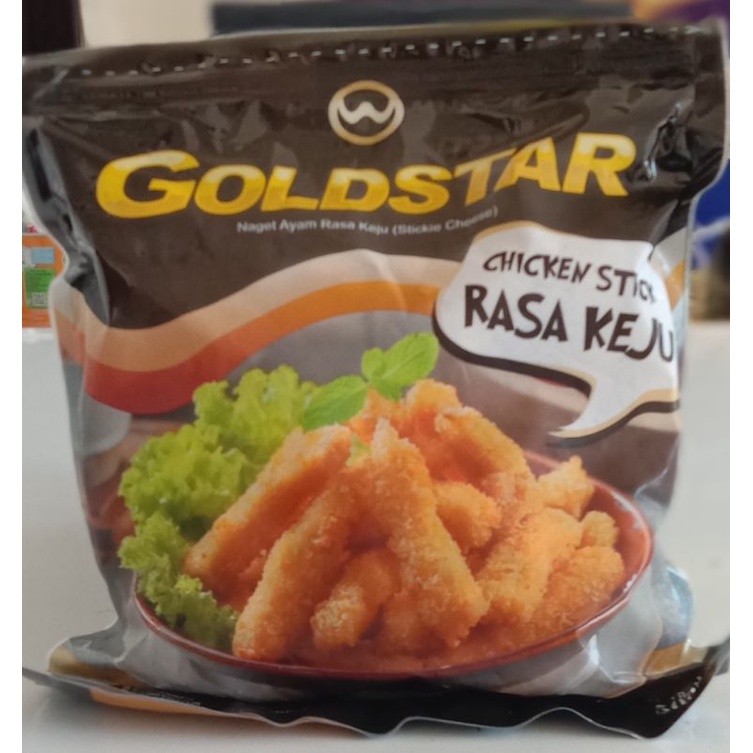 GOLDSTAR
Naget Ayam Rasa Keju (Stickie Cheese)
CHICKEN STICK
RASA KEJU